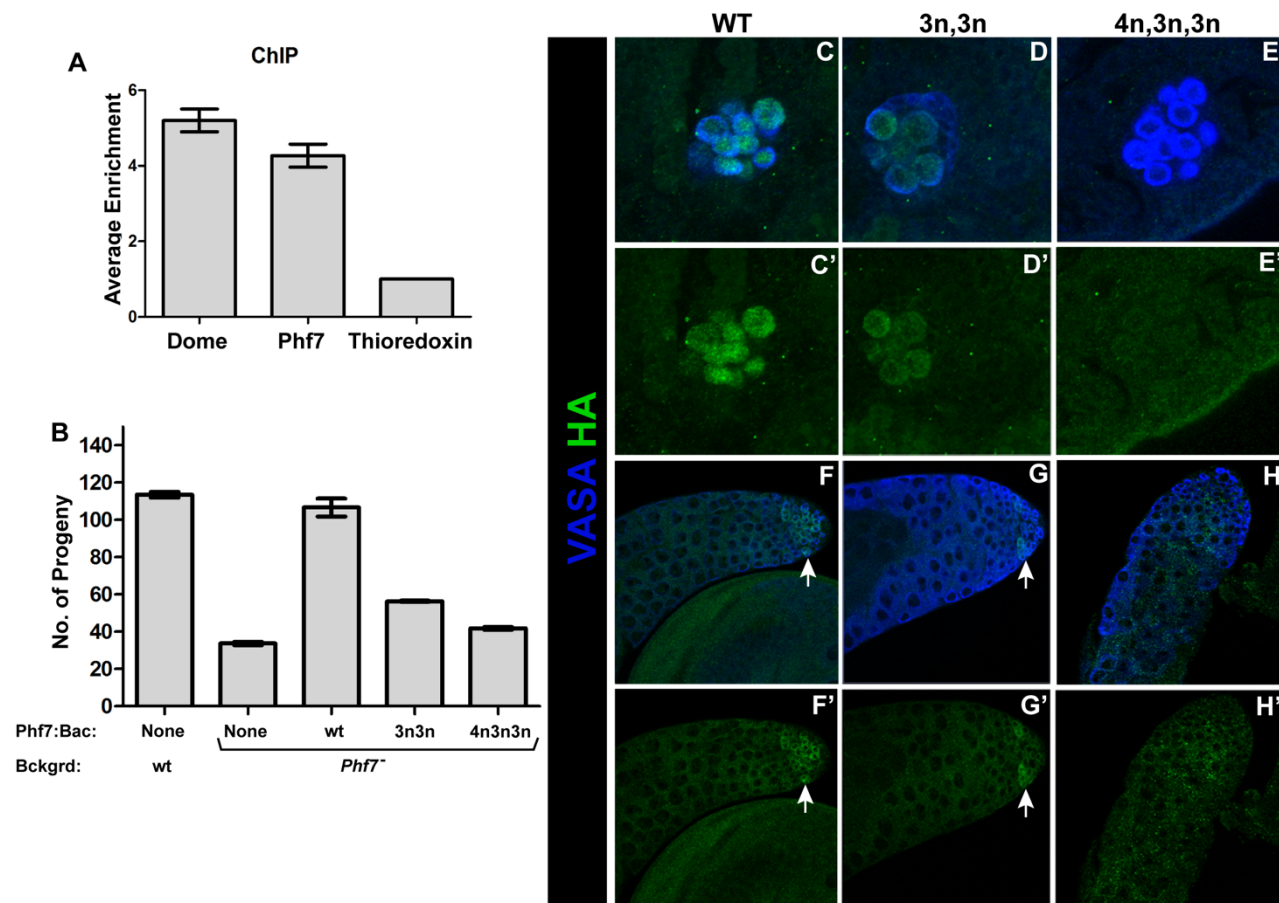 A
ChIP
Average Enrichment
6
4
2
0
Dome Phf7 Thioredoxin
B
No. of Progeny
140
120
100
80
60
40
20
0
Phf7:Bac: None None wt 3n3n 4n3n3n
Bckgrd: wt Phf7⁻
VASA HA
WT 3n,3n 4n,3n,3n
C D E
C' D' E'
F G H
F' G' H'